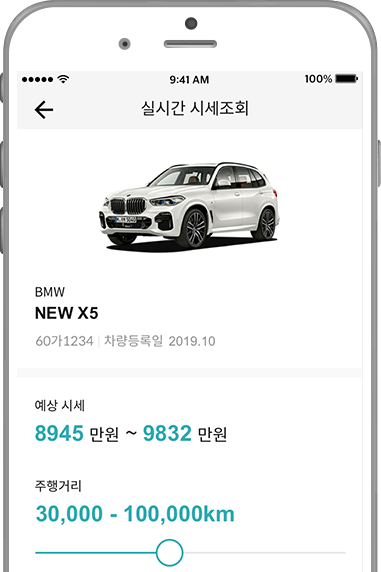 9:41 AM 100%
실시간 시세조회
BMW
NEW X5
60가1234 | 차량등록일 2019.10
예상 시세
8945 만원 ~ 9832 만원
주행거리
30,000 - 100,000km